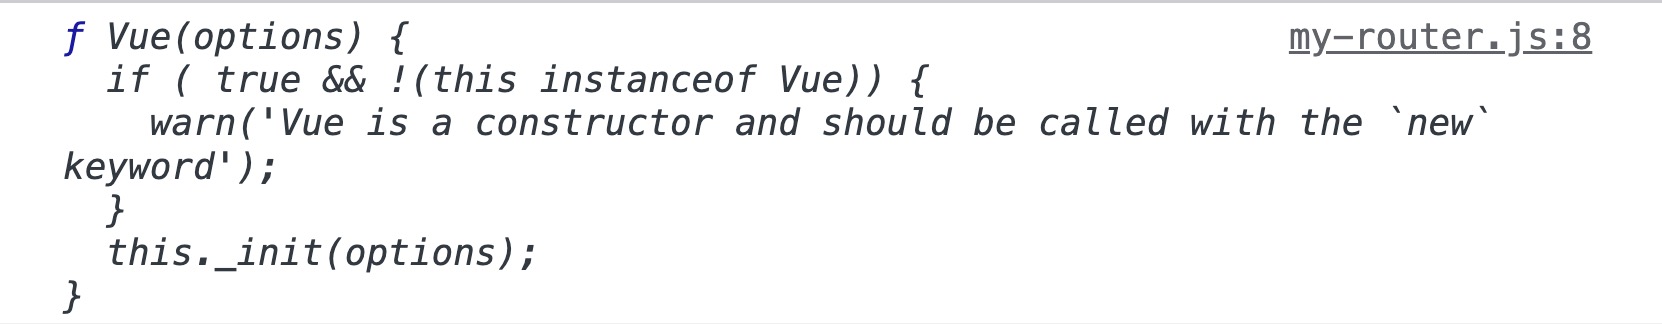 ƒ Vue(options) { my-router.js:8
  if ( true && !(this instanceof Vue)) {
    warn('Vue is a constructor and should be called with the `new`
keyword');
  }
  this._init(options);
}